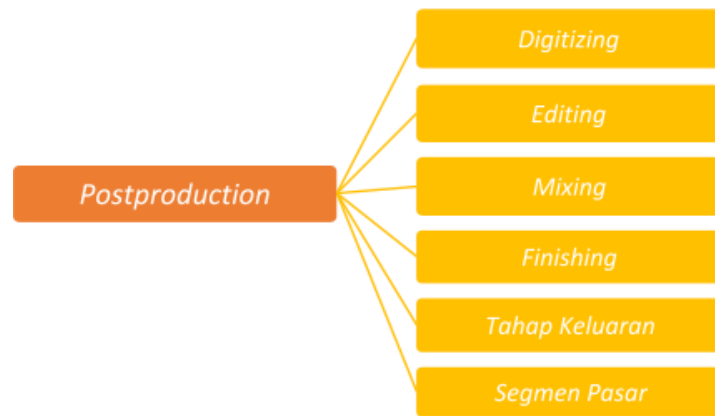 Postproduction
Digitizing
Editing
Mixing
Finishing
Tahap Keluaran
Segmen Pasar